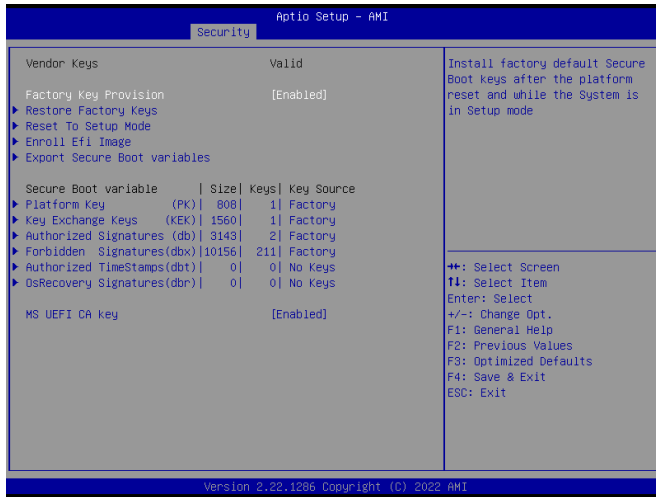 Aptio Setup – AMI
Security
Vendor Keys Valid
Factory Key Provision [Enabled]
Restore Factory Keys
Reset To Setup Mode
Enroll Efi Image
Export Secure Boot variables
Secure Boot variable | Size| Keys| Key Source
Platform Key (PK)| 808| 1| Factory
Key Exchange Keys (KEK)| 1560| 1| Factory
Authorized Signatures (db)| 3143| 2| Factory
Forbidden Signatures(dbx)|10156| 211| Factory
Authorized TimeStamps(dbt)| 0| 0| No Keys
OsRecovery Signatures(dbr)| 0| 0| No Keys
MS UEFI CA key [Enabled]
Install factory default Secure
Boot keys after the platform
reset and while the System is
in Setup mode
→←: Select Screen
↑↓: Select Item
Enter: Select
+/-: Change Opt.
F1: General Help
F2: Previous Values
F3: Optimized Defaults
F4: Save & Exit
ESC: Exit
Version 2.22.1286 Copyright (C) 2022 AMI